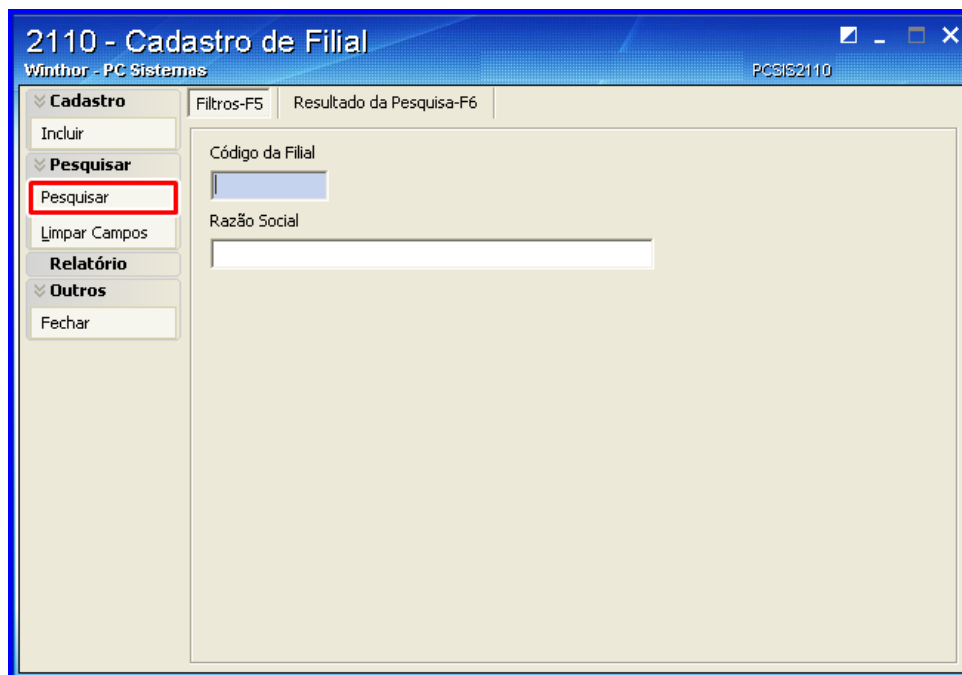 2110 - Cadastro de Filial
Winthor - PC Sistemas
PCSIS2110
Cadastro
Incluir
Pesquisar
Pesquisar
Limpar Campos
Relatório
Outros
Fechar
Filtros-F5
Resultado da Pesquisa-F6
Código da Filial
Razão Social